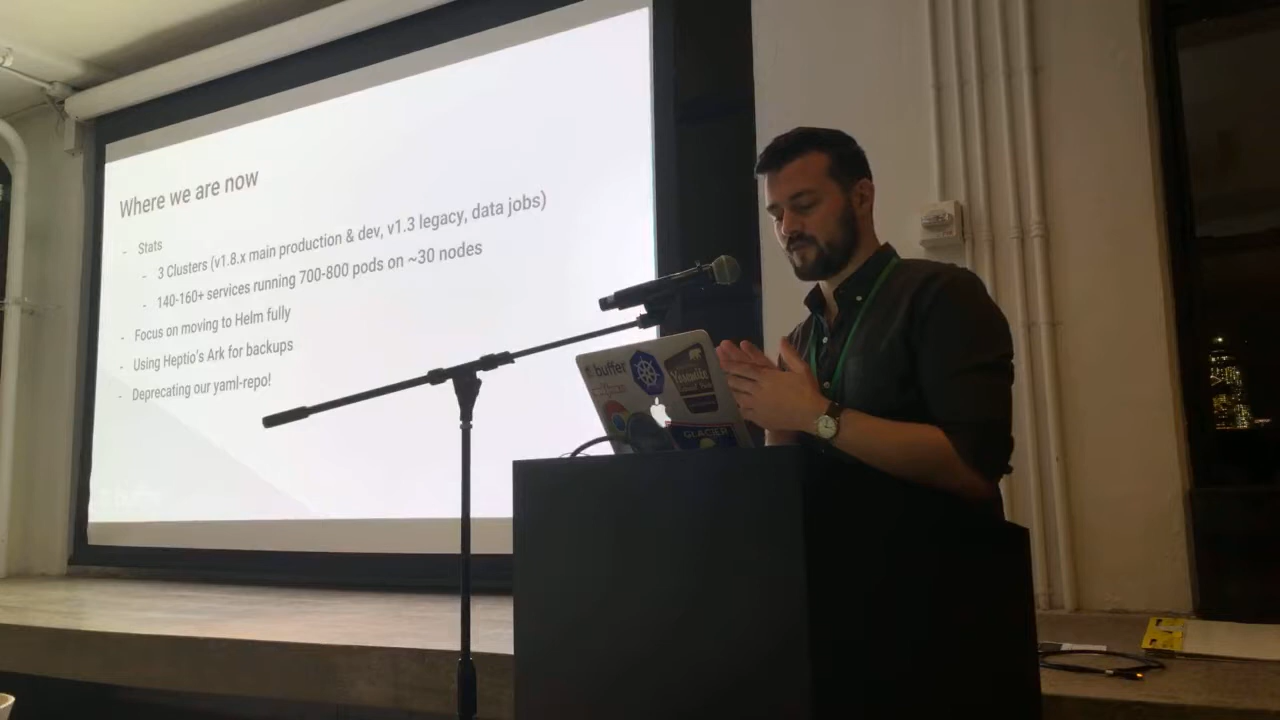 Where we are now
- Stats
- 3 Clusters (v1.8.x main production & dev, v1.3 legacy, data jobs)
- 140-160+ services running 700-800 pods on ~30 nodes
- Focus on moving to Helm fully
- Using Heptio's Ark for backups
- Deprecating our yaml-repo!
buffer
Yosemite
GLACIER